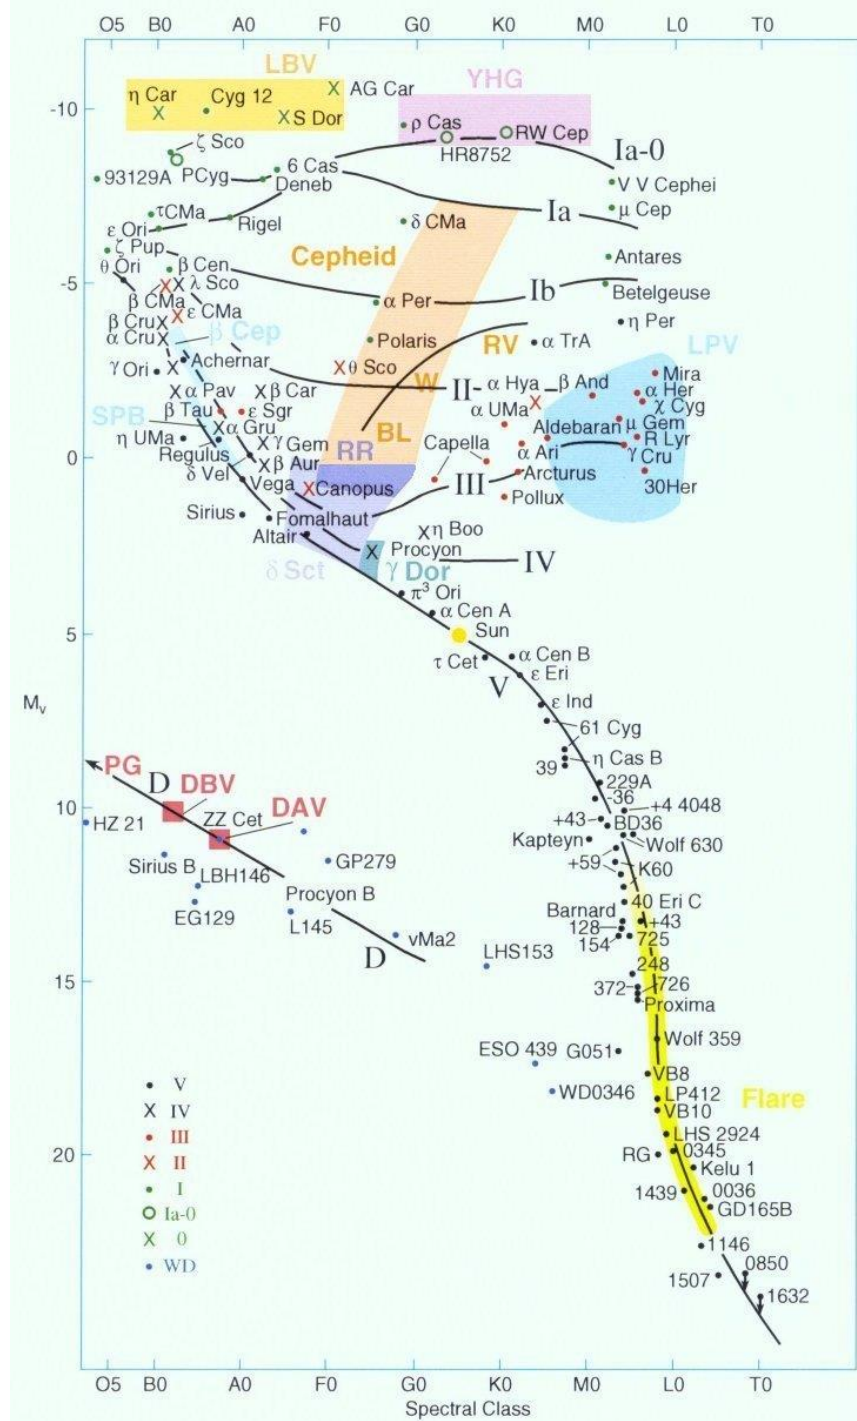 O5 B0 A0 F0 G0 K0 M0 L0 T0
LBV
YHG
η Car
Cyg 12
AG Car
-10
S Dor
ρ Cas
RW Cep
HR8752
Ia-0
ζ Sco
93129A
PCyg
6 Cas
Deneb
V V Cephei
τCMa
Rigel
Ia
μ Cep
ε Ori
δ CMa
ζ Pup
Cepheid
θ Ori
β Cen
Antares
-5
λ Sco
Ib
Betelgeuse
β CMa
ε CMa
α Per
β Cru
β Cep
η Per
α Cru
Polaris
RV
α TrA
LPV
Achernar
γ Ori
θ Sco
W
II
α Hya
β And
Mira
α Her
α Pav
β Car
χ Cyg
SPB
β Tau
ε Sgr
α UMa
μ Gem
α Gru
BL
Aldebaran
R Lyr
η UMa
γ Gem
RR
Capella
α Ari
γ Cru
Regulus
0
β Aur
δ Vel
Arcturus
30Her
Vega
Canopus
III
Pollux
Sirius
Fomalhaut
Altair
η Boo
Procyon
IV
δ Sct
γ Dor
π³ Ori
α Cen A
5
Sun
τ Cet
α Cen B
V
ε Eri
Mv
ε Ind
61 Cyg
PG
39
η Cas B
D
DBV
229A
DAV
36
10
HZ 21
ZZ Cet
+43
+4 4048
BD36
Kapteyn
Wolf 630
Sirius B
GP279
+59
K60
LBH146
EG129
Procyon B
L145
40 Eri C
Barnard
+43
128
vMa2
154
725
D
LHS153
248
15
372
726
Proxima
ESO 439
G051
Wolf 359
VB8
WD0346
LP412
Flare
VB10
V
IV
III
II
I
Ia-0
0
WD
20
LHS 2924
RG
0345
Kelu 1
1439
0036
GD165B
1146
1507
0850
1632
O5 B0 A0 F0 G0 K0 M0 L0 T0
Spectral Class